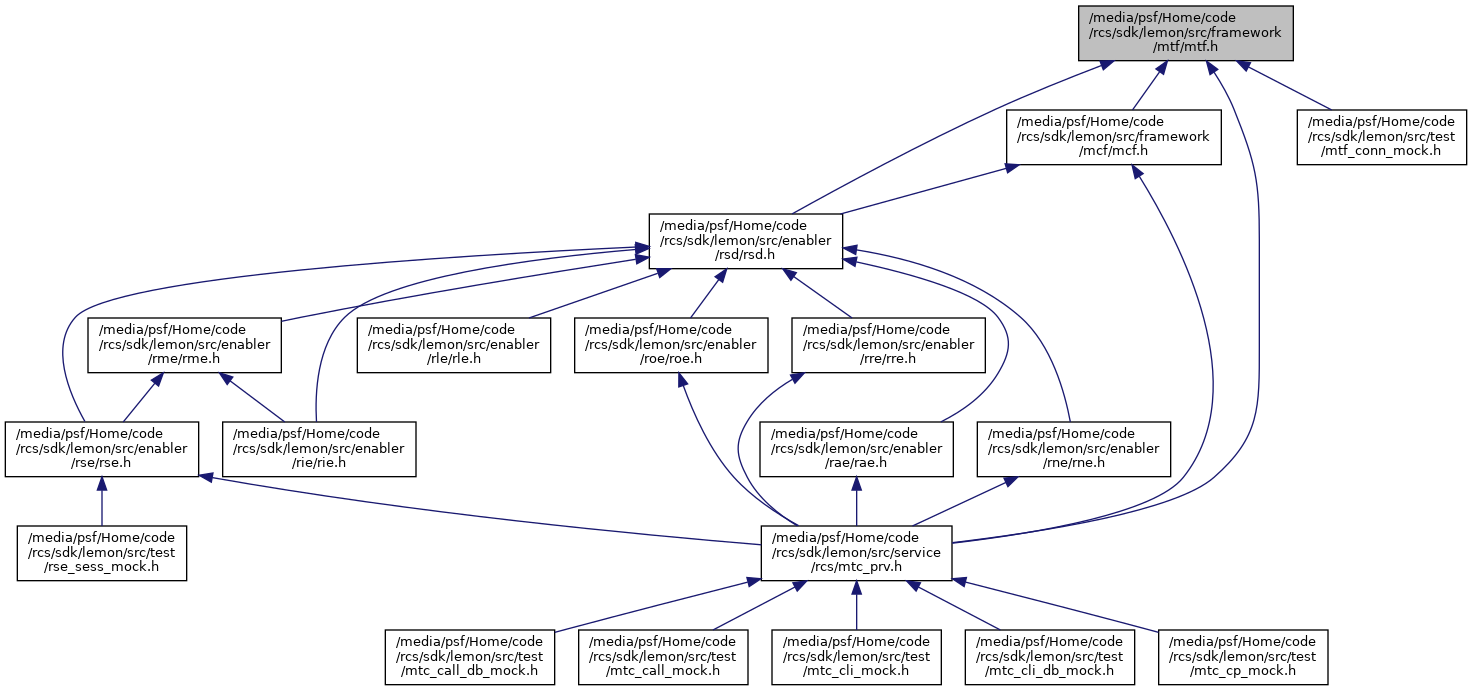 /media/psf/Home/code
/rcs/sdk/lemon/src/framework
/mtf/mtf.h
/media/psf/Home/code
/rcs/sdk/lemon/src/framework
/mcf/mcf.h
/media/psf/Home/code
/rcs/sdk/lemon/src/test
/mtf_conn_mock.h
/media/psf/Home/code
/rcs/sdk/lemon/src/enabler
/rsd/rsd.h
/media/psf/Home/code
/rcs/sdk/lemon/src/enabler
/rme/rme.h
/media/psf/Home/code
/rcs/sdk/lemon/src/enabler
/rle/rle.h
/media/psf/Home/code
/rcs/sdk/lemon/src/enabler
/roe/roe.h
/media/psf/Home/code
/rcs/sdk/lemon/src/enabler
/rre/rre.h
/media/psf/Home/code
/rcs/sdk/lemon/src/enabler
/rse/rse.h
/media/psf/Home/code
/rcs/sdk/lemon/src/enabler
/rie/rie.h
/media/psf/Home/code
/rcs/sdk/lemon/src/enabler
/rae/rae.h
/media/psf/Home/code
/rcs/sdk/lemon/src/enabler
/rne/rne.h
/media/psf/Home/code
/rcs/sdk/lemon/src/test
/rse_sess_mock.h
/media/psf/Home/code
/rcs/sdk/lemon/src/service
/rcs/mtc_prv.h
/media/psf/Home/code
/rcs/sdk/lemon/src/test
/mtc_call_db_mock.h
/media/psf/Home/code
/rcs/sdk/lemon/src/test
/mtc_call_mock.h
/media/psf/Home/code
/rcs/sdk/lemon/src/test
/mtc_cli_mock.h
/media/psf/Home/code
/rcs/sdk/lemon/src/test
/mtc_cli_db_mock.h
/media/psf/Home/code
/rcs/sdk/lemon/src/test
/mtc_cp_mock.h